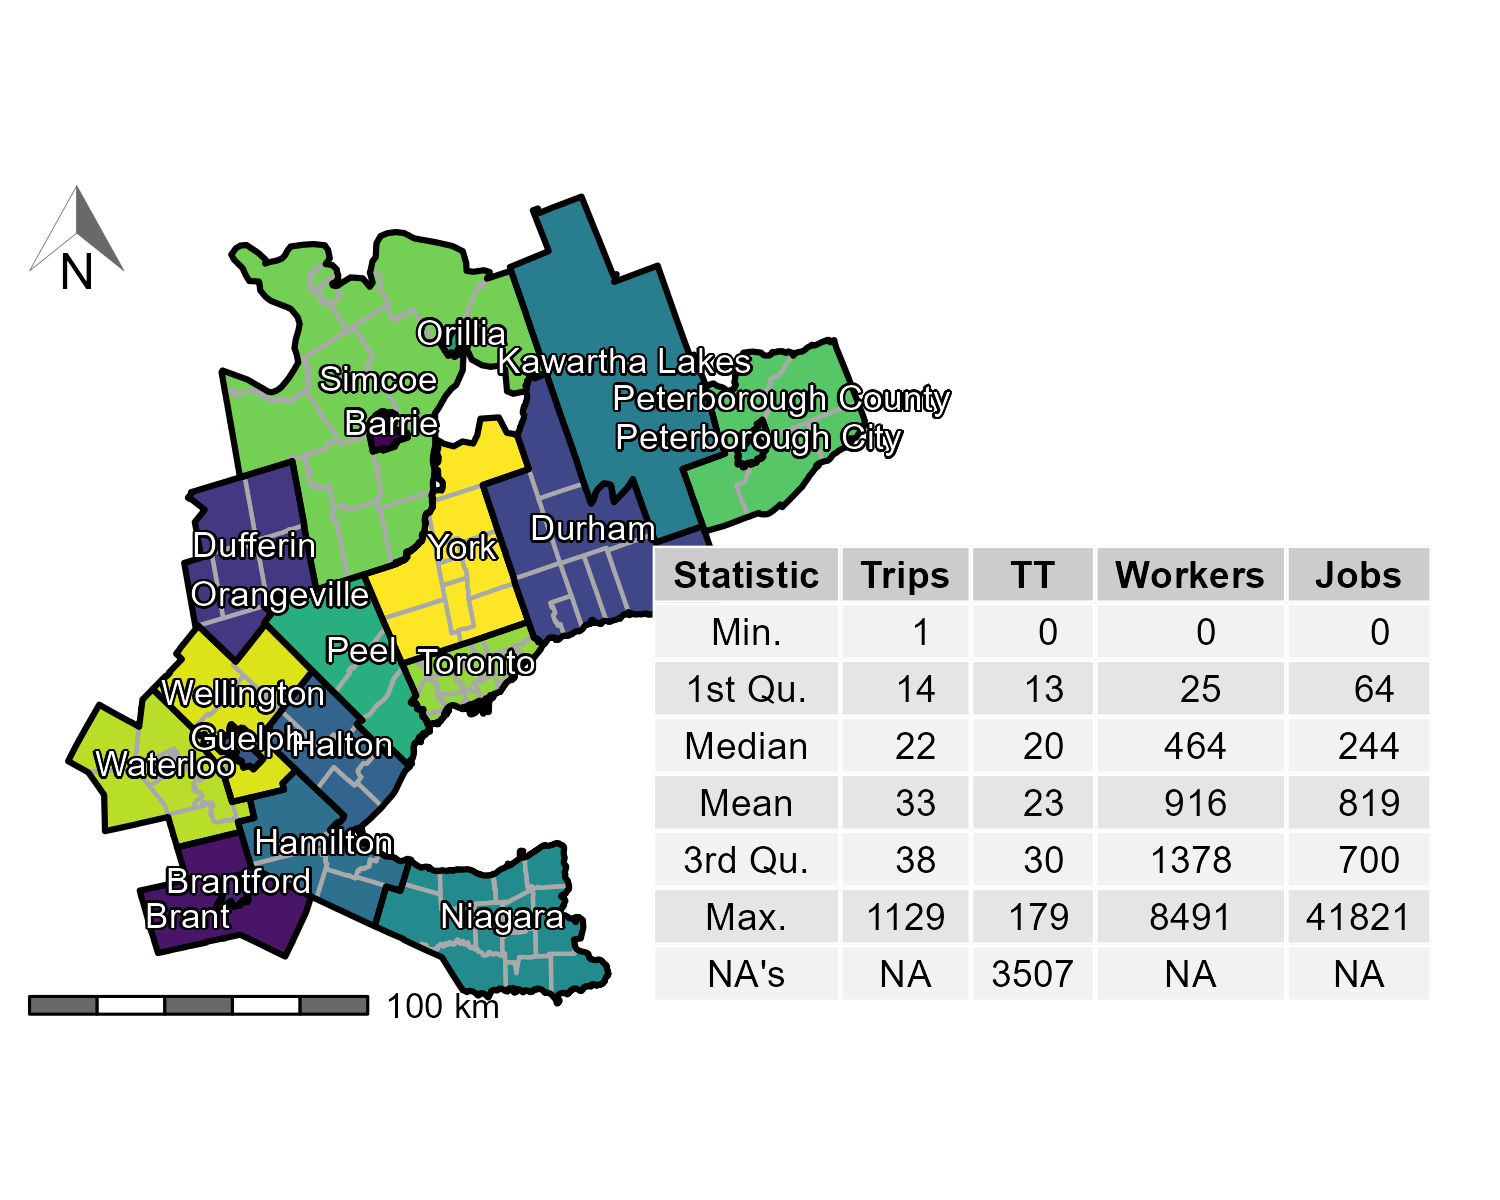 N
Orillia
Kawartha Lakes
Simcoe
Peterborough County
Barrie
Peterborough City
Durham
Dufferin
York
Orangeville
Peel
Toronto
Wellington
Guelph
Halton
Waterloo
Hamilton
Brantford
Brant
Niagara
100 km
Statistic Trips TT Workers Jobs
Min. 1 0 0 0
1st Qu. 14 13 25 64
Median 22 20 464 244
Mean 33 23 916 819
3rd Qu. 38 30 1378 700
Max. 1129 179 8491 41821
NA's NA 3507 NA NA